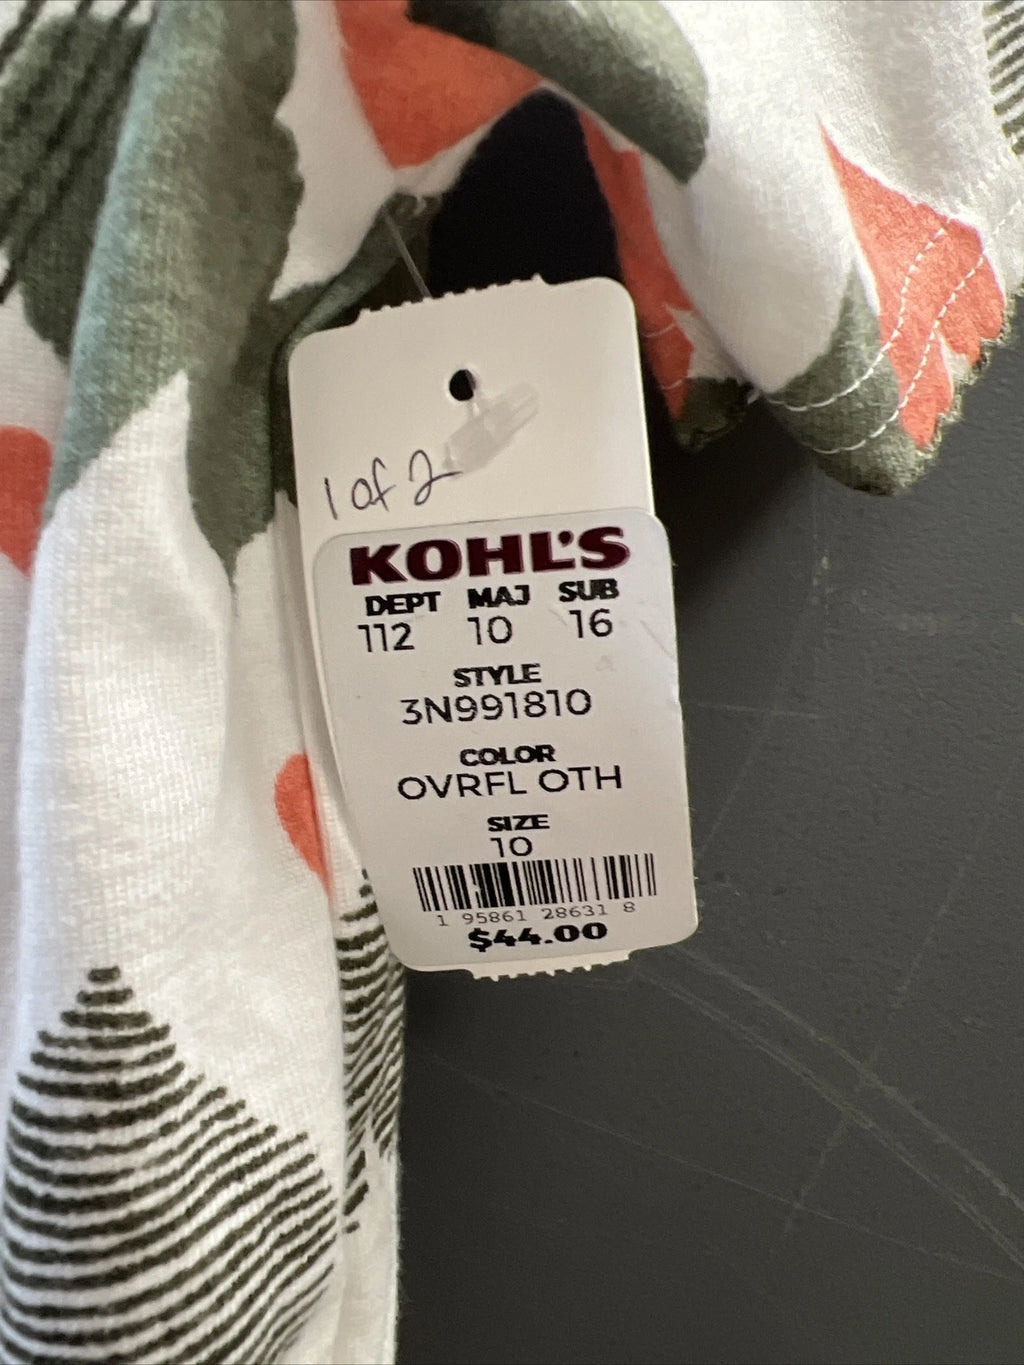 1 of 2
KOHL'S
DEPT MAJ SUB
112 10 16
STYLE
3N991810
COLOR
OVRFL OTH
SIZE
10
1 95861 28631 8
$44.00